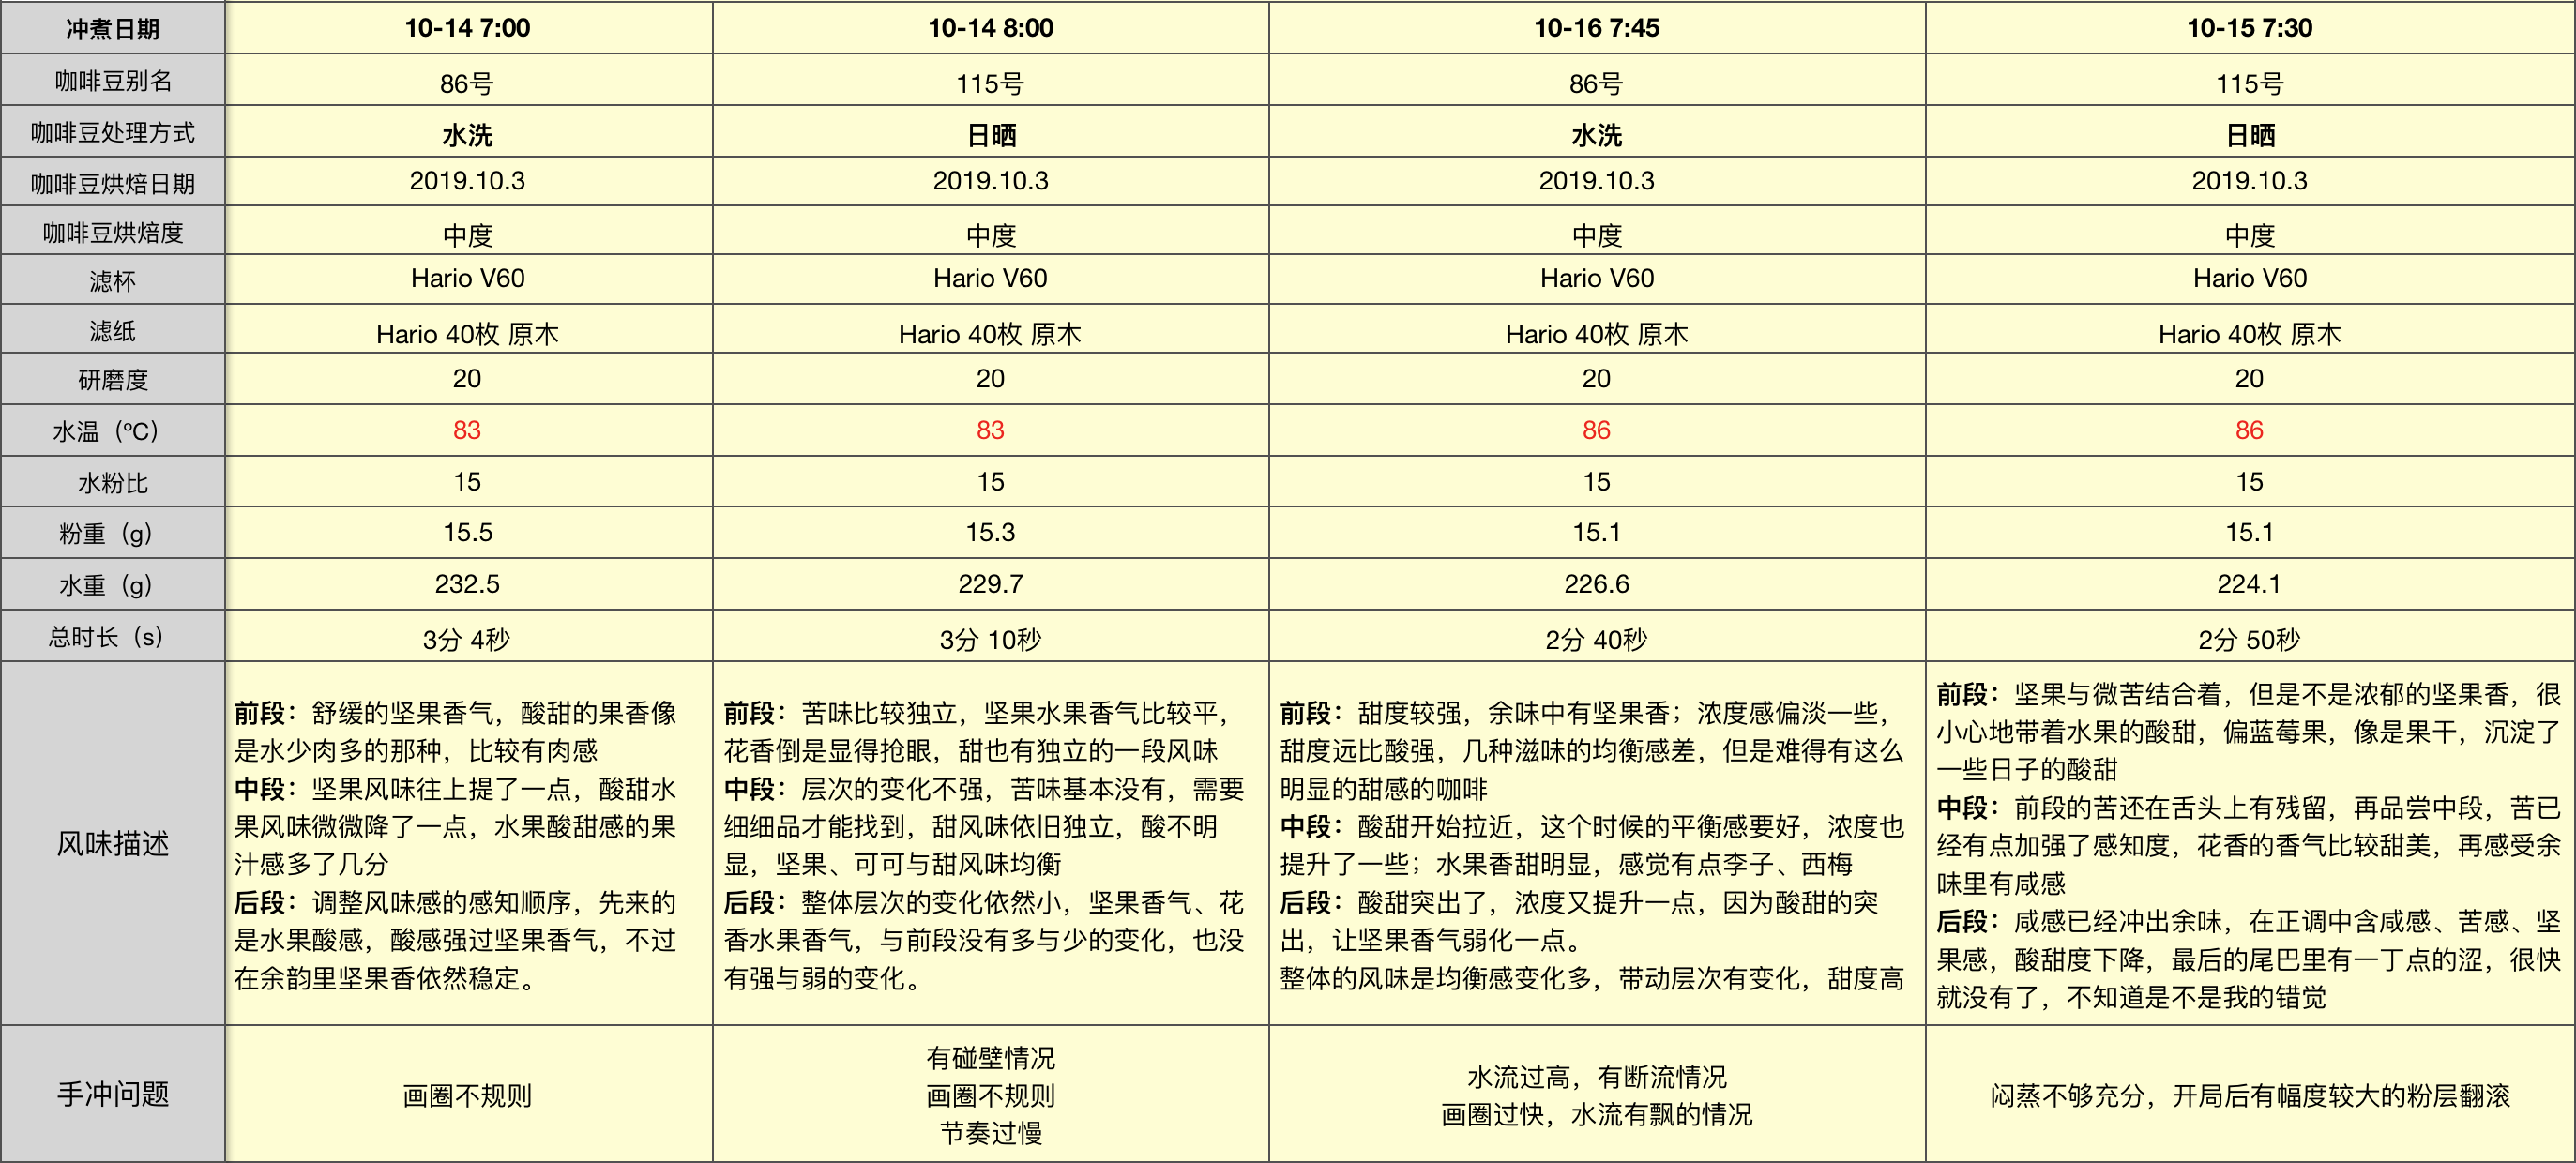 冲煮日期 10-14 7:00 10-14 8:00 10-16 7:45 10-15 7:30
咖啡豆别名 86号 115号 86号 115号
咖啡豆处理方式 水洗 日晒 水洗 日晒
咖啡豆烘焙日期 2019.10.3 2019.10.3 2019.10.3 2019.10.3
咖啡豆烘焙度 中度 中度 中度 中度
滤杯 Hario V60 Hario V60 Hario V60 Hario V60
滤纸 Hario 40枚 原木 Hario 40枚 原木 Hario 40枚 原木 Hario 40枚 原木
研磨度 20 20 20 20
水温（℃） 83 83 86 86
水粉比 15 15 15 15
粉重（g） 15.5 15.3 15.1 15.1
水重（g） 232.5 229.7 226.6 224.1
总时长（s） 3分 4秒 3分 10秒 2分 40秒 2分 50秒
风味描述
前段：舒缓的坚果香气，酸甜的果香像
是水少肉多的那种，比较有肉感
中段：坚果风味往上提了一点，酸甜水
果风味微微降了一点，水果酸甜感的果
汁感多了几分
后段：调整风味感的感知顺序，先来的
是水果酸感，酸感强过坚果香气，不过
在余韵里坚果香依然稳定。
前段：苦味比较独立，坚果水果香气比较平，
花香倒是显得抢眼，甜也有独立的一段风味
中段：层次的变化不强，苦味基本没有，需要
细细品才能找到，甜风味依旧独立，酸不明
显，坚果、可可与甜风味均衡
后段：整体层次的变化依然小，坚果香气、花
香水果香气，与前段没有多与少的变化，也没
有强与弱的变化。
前段：甜度较强，余味中有坚果香；浓度感偏淡一些，
甜度远比酸强，几种滋味的均衡感差，但是难得有这么
明显的甜感的咖啡
中段：酸甜开始拉近，这个时候的平衡感要好，浓度也
提升了一些；水果香甜明显，感觉有点李子、西梅
后段：酸甜突出了，浓度又提升一点，因为酸甜的突
出，让坚果香气弱化一点。
整体的风味是均衡感变化多，带动层次有变化，甜度高
前段：坚果与微苦结合着，但是不是浓郁的坚果香，很
小心地带着水果的酸甜，偏蓝莓果，像是果干，沉淀了
一些日子的酸甜
中段：前段的苦还在舌头上有残留，再品尝中段，苦已
经有点加强了感知度，花香的香气比较甜美，再感受余
味里有咸感
后段：咸感已经冲出余味，在正调中含咸感、苦感、坚
果感，酸甜度下降，最后的尾巴里有一丁点的涩，很快
就没有了，不知道是不是我的错觉
手冲问题
画圈不规则
有碰壁情况
画圈不规则
节奏过慢
水流过高，有断流情况
画圈过快，水流有飘的情况
闷蒸不够充分，开局后有幅度较大的粉层翻滚